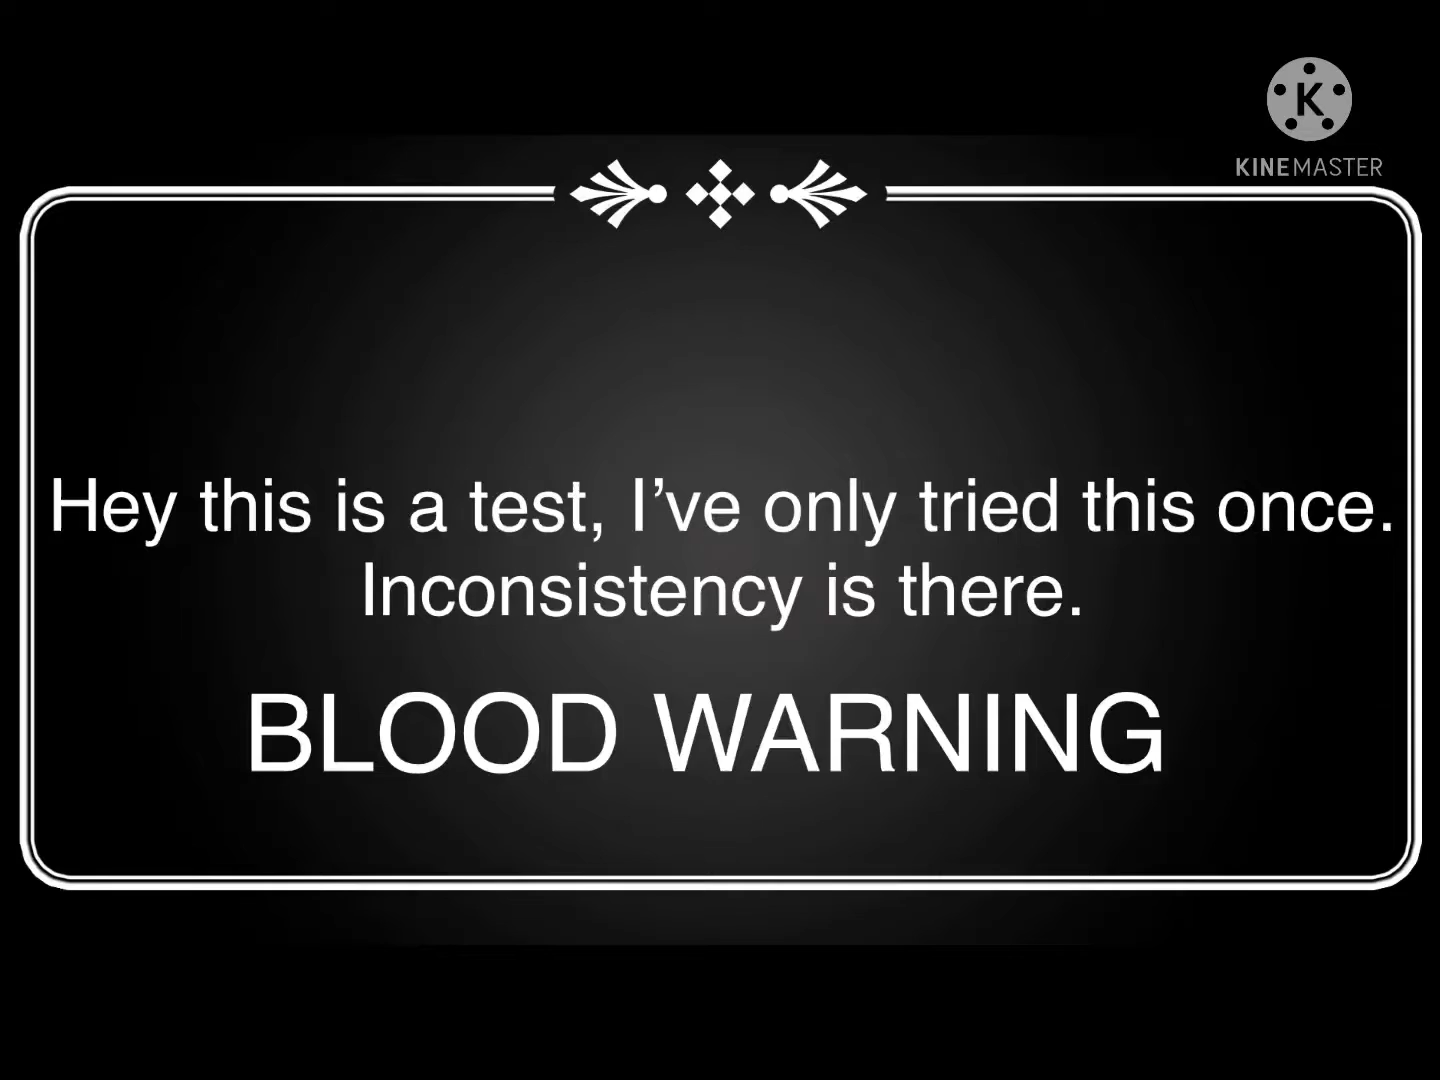 K
KINEMASTER
Hey this is a test, I’ve only tried this once.
Inconsistency is there.
BLOOD WARNING